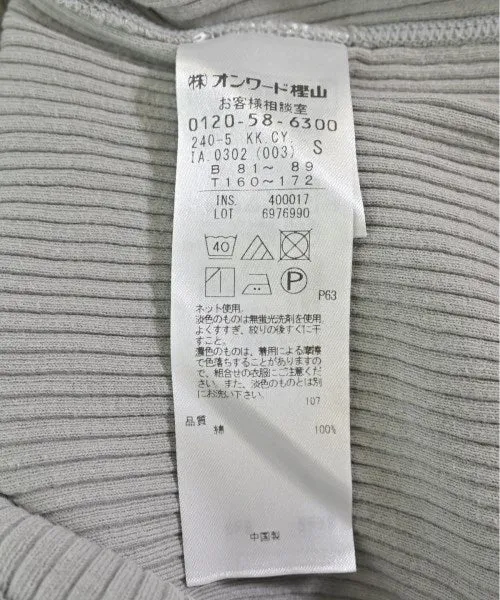 ㈱オンワード樫山
お客様相談室
0120-58-6300
240-5 KK.CY. S
IA.0302 (003)
B 81～ 89
T160～172
INS. 400017
LOT 6976990
40
P
P63
ネット使用。
淡色のものは無蛍光洗剤を使用
よくすすぎ、絞りの後すぐに干
すこと。
濃色のものは、着用による摩擦
で色落ちすることがありますの
で、組合せの衣服にご注意くだ
さい。また、淡色のものとは別
にお洗い下さい。
107
品質
綿 100%
中国製